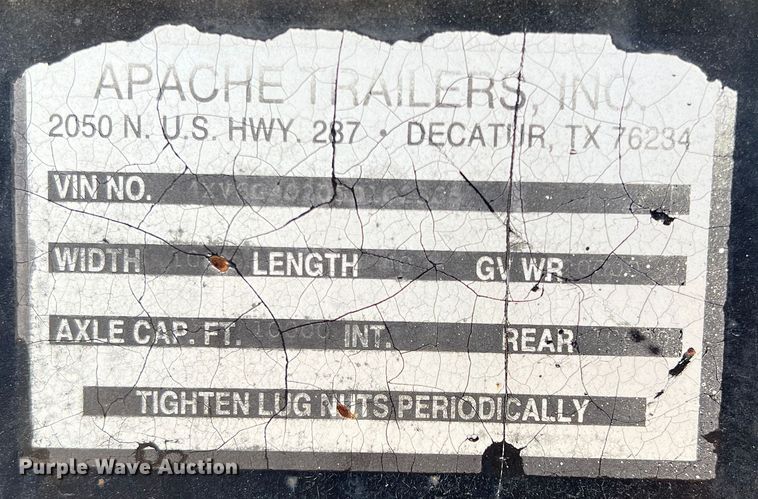 APACHE TRAILERS, INC.
2050 N. U.S. HWY. 287 • DECATUR, TX 76234
VIN NO.
WIDTH LENGTH GVWR
AXLE CAP. FT. INT. REAR
TIGHTEN LUG NUTS PERIODICALLY
Purple Wave Auction